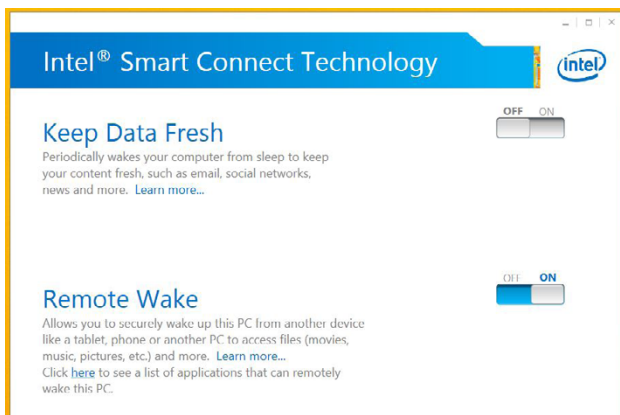 Intel® Smart Connect Technology
intel
OFF ON
Keep Data Fresh
Periodically wakes your computer from sleep to keep
your content fresh, such as email, social networks,
news and more. Learn more...
OFF ON
Remote Wake
Allows you to securely wake up this PC from another device
like a tablet, phone or another PC to access files (movies,
music, pictures, etc.) and more. Learn more...
Click here to see a list of applications that can remotely
wake this PC.